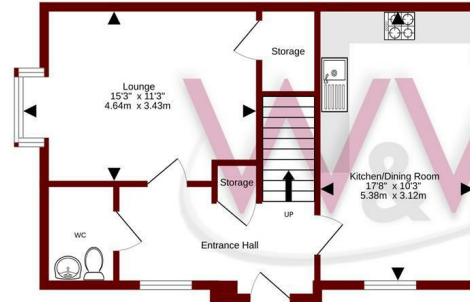 Storage
Lounge
15'3" x 11'3"
4.64m x 3.43m
Kitchen/Dining Room
17'8" x 10'3"
5.38m x 3.12m
Storage
UP
WC
Entrance Hall
W&W